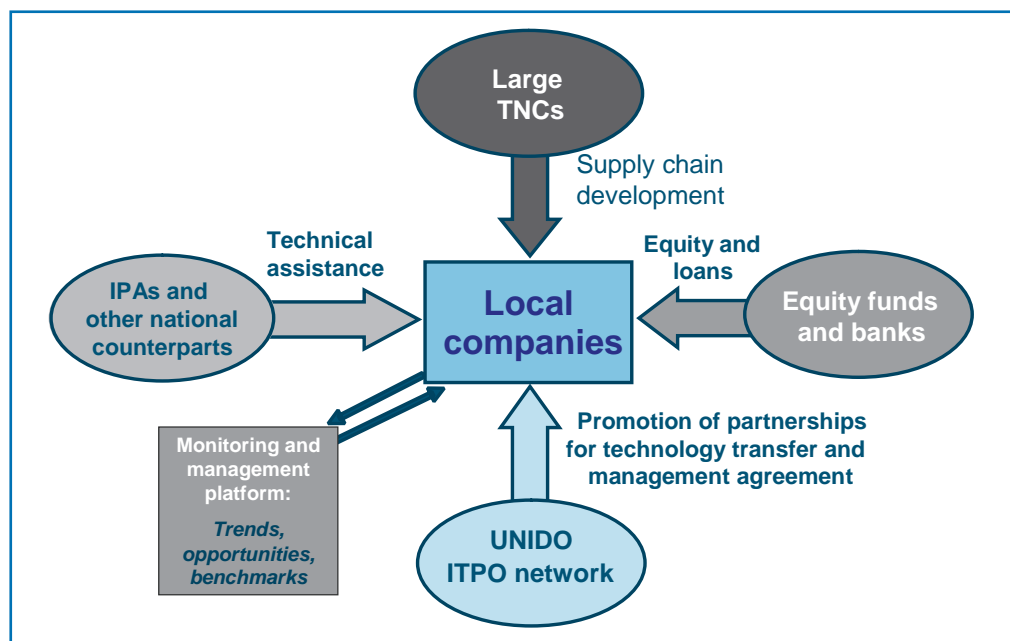 Large
TNCs
Supply chain
development
Technical
assistance
Equity and
loans
IPAs and
other national
counterparts
Local
companies
Equity funds
and banks
Monitoring and
management
platform:
Trends,
opportunities,
benchmarks
Promotion of partnerships
for technology transfer and
management agreement
UNIDO
ITPO network